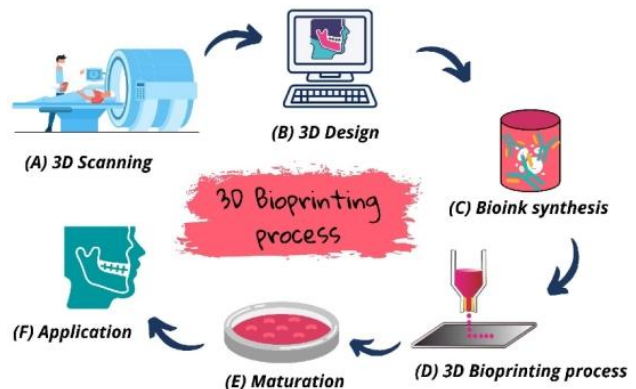 (A) 3D Scanning
(B) 3D Design
(C) Bioink synthesis
3D Bioprinting
process
(D) 3D Bioprinting process
(E) Maturation
(F) Application